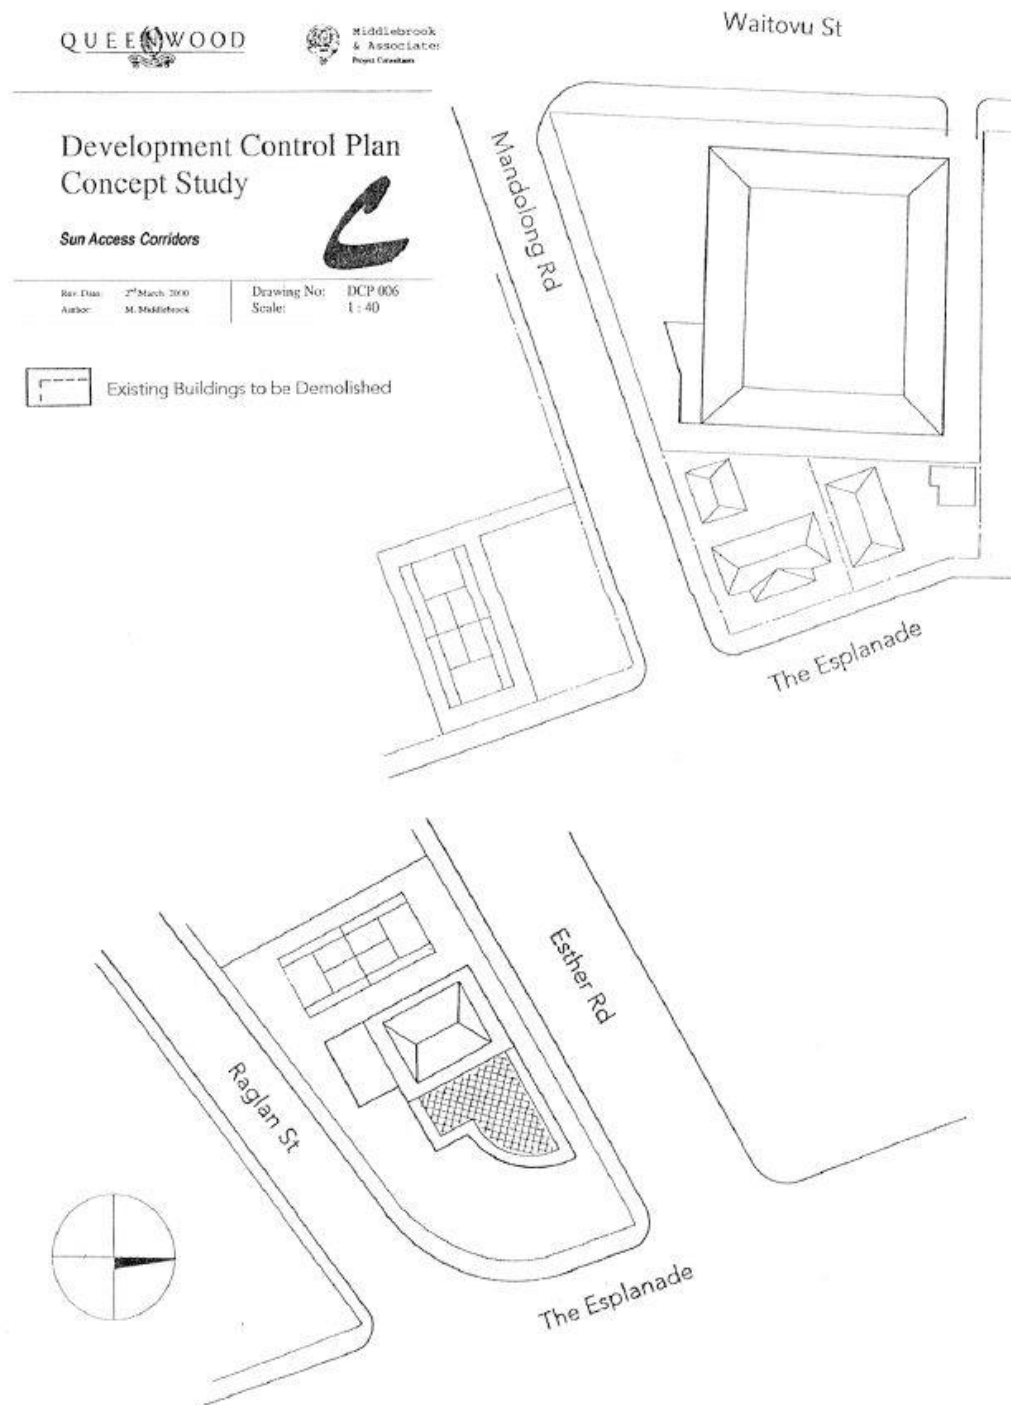 QUEENWOOD
Middlebrook
& Associates
Project Consultants
Development Control Plan
Concept Study
Sun Access Corridors
Rev. Date: 2nd March 2000
Author: M. Middlebrook
Drawing No: DCP 006
Scale: 1 : 40
Existing Buildings to be Demolished
Waitovu St
Mandolong Rd
The Esplanade
Esther Rd
Raglan St
The Esplanade